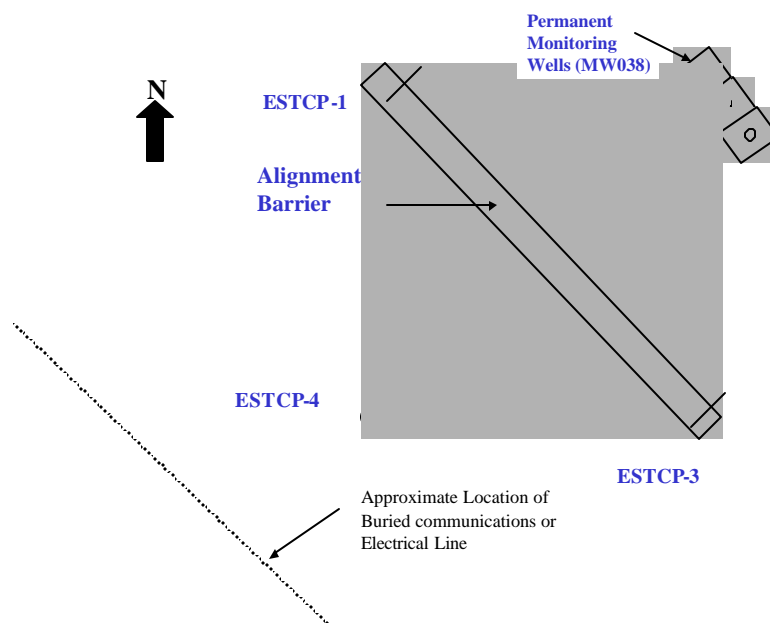 Permanent
Monitoring
Wells (MW038)
N
ESTCP-1
Alignment
Barrier
ESTCP-4
ESTCP-3
Approximate Location of
Buried communications or
Electrical Line